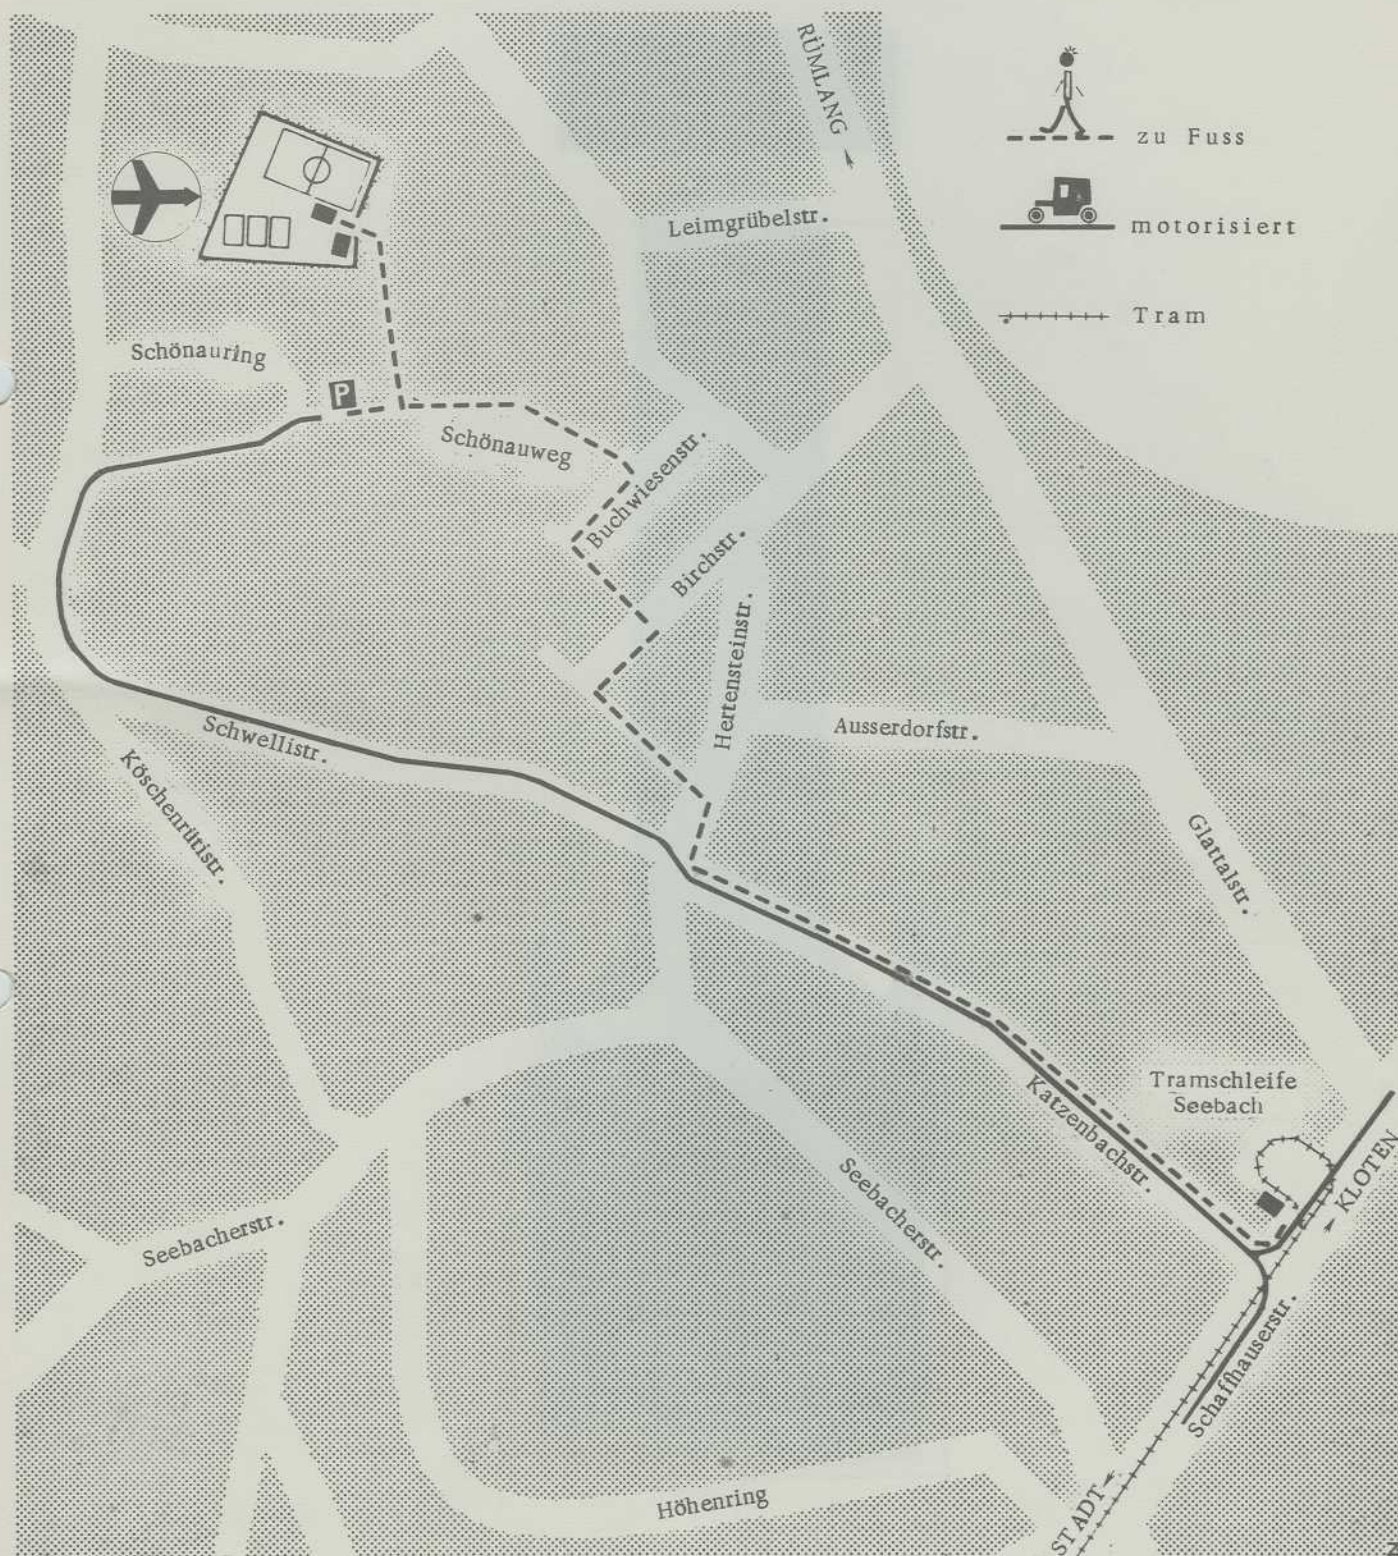 RÜMLANG
zu Fuss
motorisiert
Tram
Leimgrübelstr.
Schönauring
P
Schönauweg
Buchwiesenstr.
Birchstr.
Hertensteinstr.
Ausserdorfstr.
Schwellistr.
Köschenrütistr.
Glattalstr.
Tramschleife
Seebach
Katzenbachstr.
KLOTEN
Seebacherstr.
Seebacherstr.
Schaffhauserstr.
Höhenring
STADT